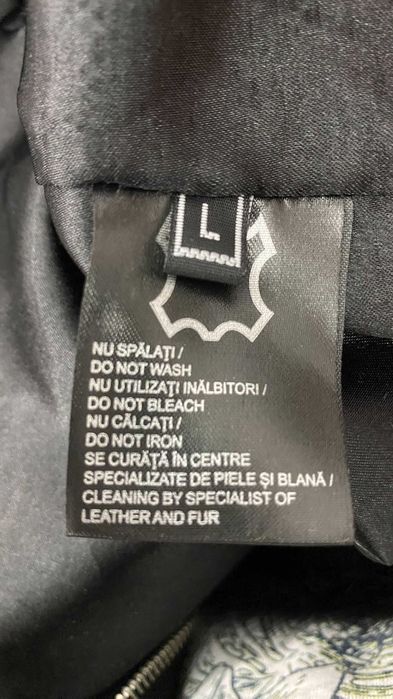 L
NU SPĂLAȚI /
DO NOT WASH
NU UTILIZAȚI INĂLBITORI /
DO NOT BLEACH
NU CĂLCAȚI /
DO NOT IRON
SE CURĂȚĂ ÎN CENTRE
SPECIALIZATE DE PIELE ȘI BLANĂ /
CLEANING BY SPECIALIST OF
LEATHER AND FUR